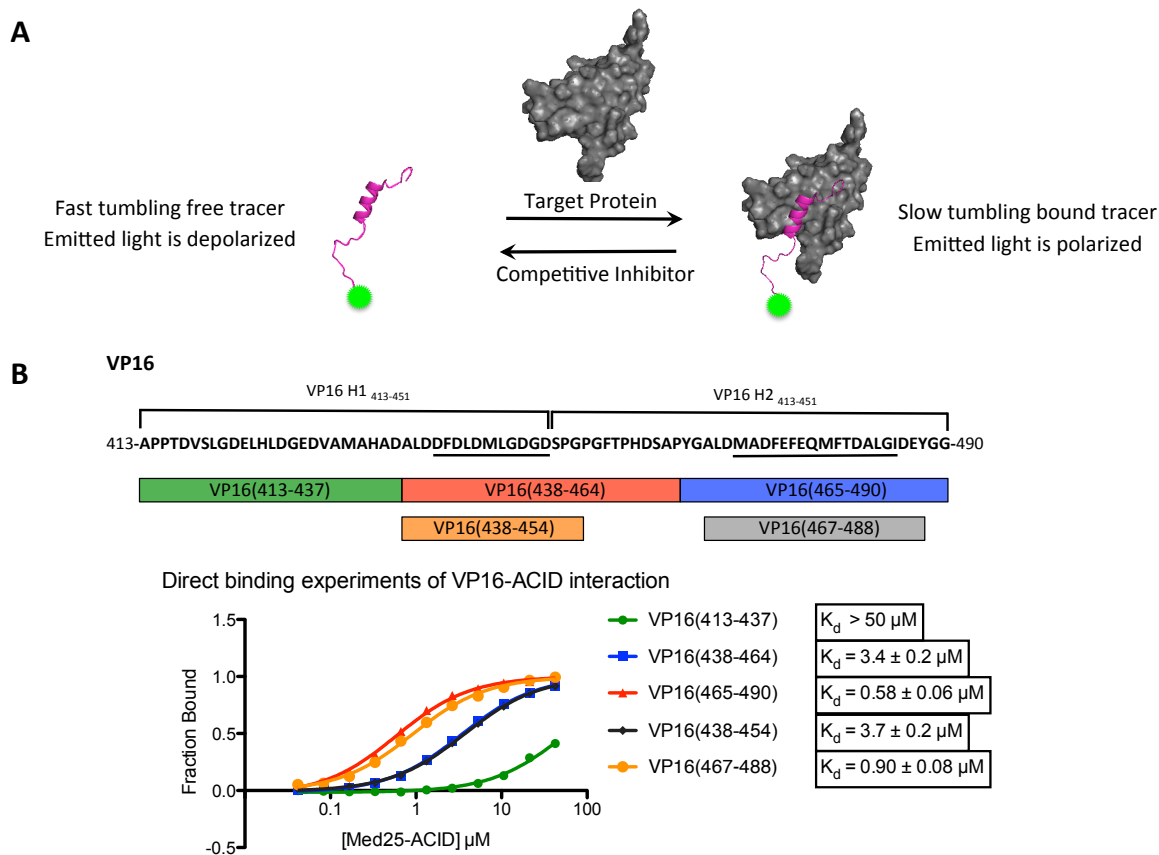 A
Fast tumbling free tracer
Emitted light is depolarized
Target Protein
Competitive Inhibitor
Slow tumbling bound tracer
Emitted light is polarized
B
VP16
VP16 H1 413-451
VP16 H2 413-451
413-APPTDVSLGDELHLDGEDVAMAHADALDDFDLDMLGDGDSPGPGFTPHDSAPYGALDMADFEFEQMFTDALGIDEYGG-490
VP16(413-437)
VP16(438-464)
VP16(465-490)
VP16(438-454)
VP16(467-488)
Direct binding experiments of VP16-ACID interaction
1.5
1.0
0.5
0.0
-0.5
Fraction Bound
0.1
1
10
100
[Med25-ACID] µM
VP16(413-437)
Kd > 50 µM
VP16(438-464)
Kd = 3.4 ± 0.2 µM
VP16(465-490)
Kd = 0.58 ± 0.06 µM
VP16(438-454)
Kd = 3.7 ± 0.2 µM
VP16(467-488)
Kd = 0.90 ± 0.08 µM